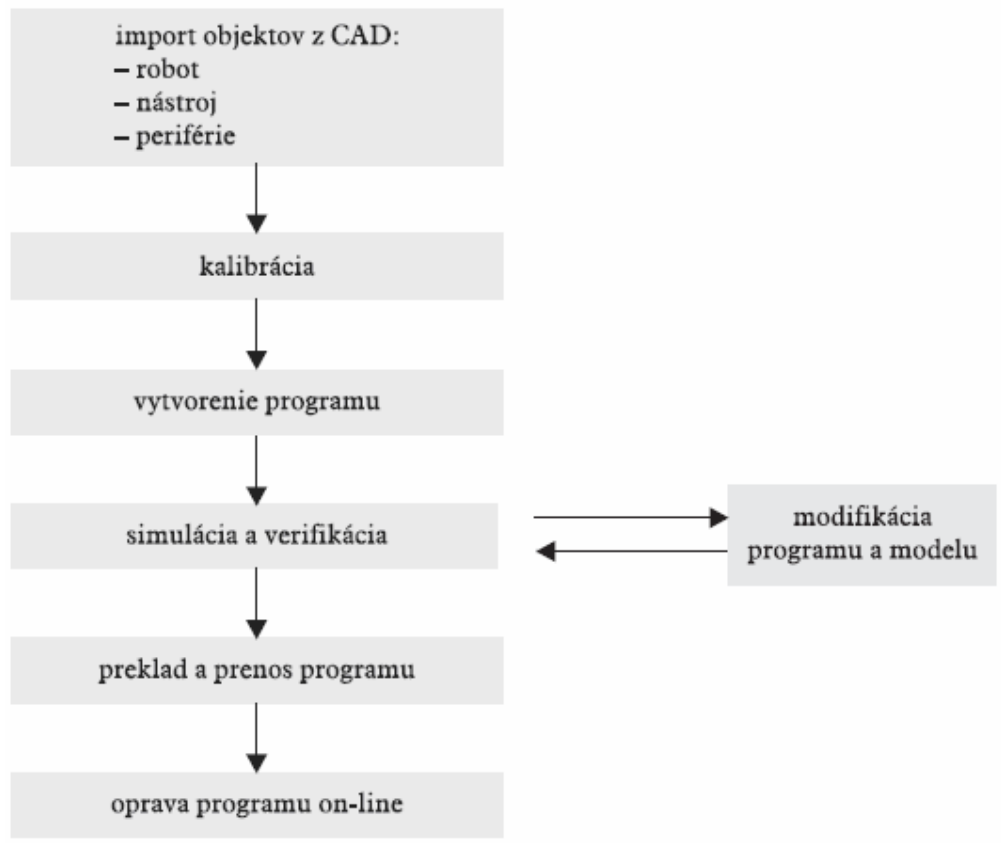 import objektov z CAD:
– robot
– nástroj
– periférie
kalibrácia
vytvorenie programu
simulácia a verifikácia
modifikácia
programu a modelu
preklad a prenos programu
oprava programu on-line